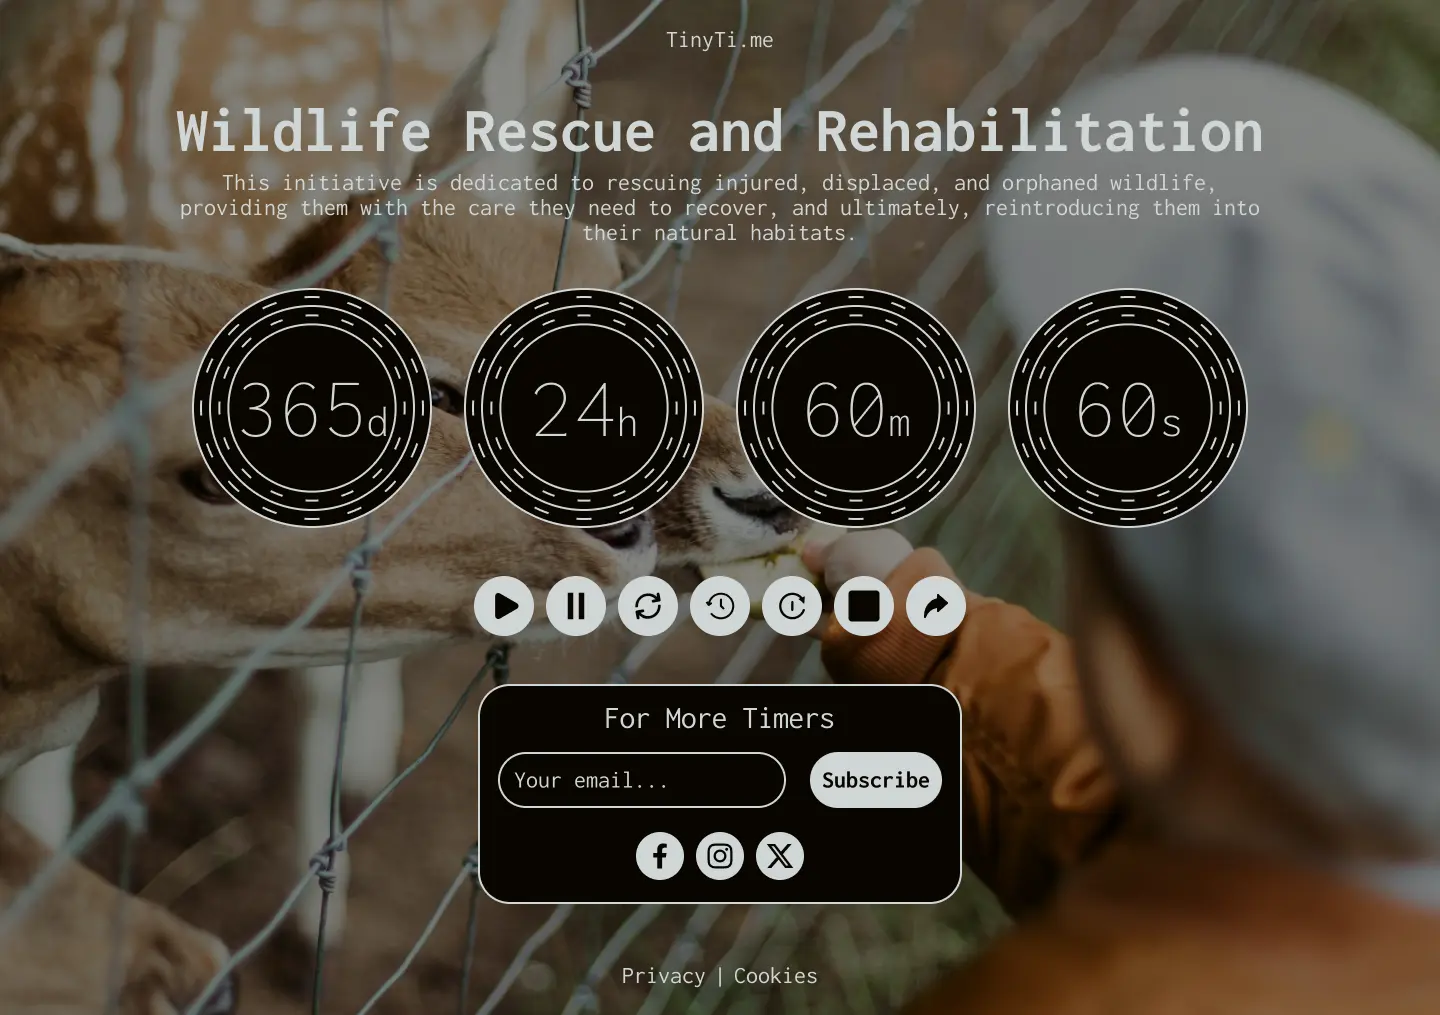 TinyTi.me
Wildlife Rescue and Rehabilitation
This initiative is dedicated to rescuing injured, displaced, and orphaned wildlife,
providing them with the care they need to recover, and ultimately, reintroducing them into
their natural habitats.
365d 24h 60m 60s
For More Timers
Your email... Subscribe
Privacy | Cookies